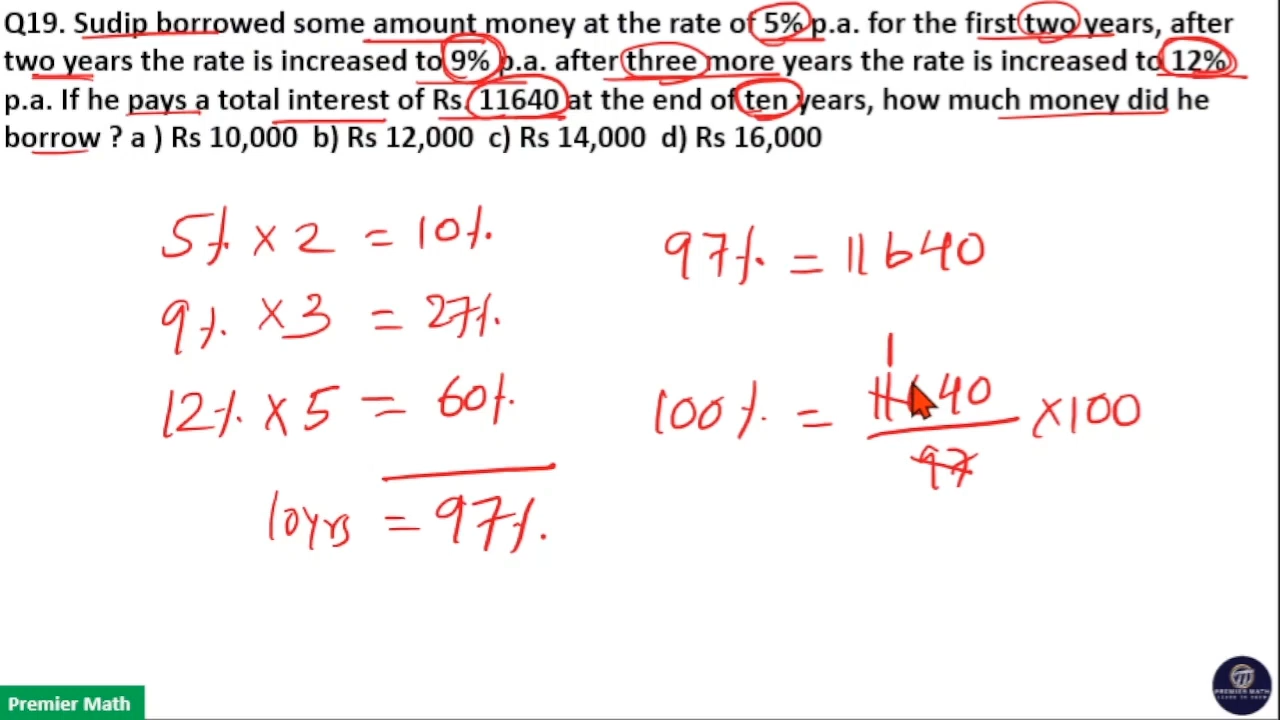 Q19. Sudip borrowed some amount money at the rate of 5% p.a. for the first two years, after
two years the rate is increased to 9% p.a. after three more years the rate is increased to 12%
p.a. If he pays a total interest of Rs. 11640 at the end of ten years, how much money did he
borrow ? a ) Rs 10,000 b) Rs 12,000 c) Rs 14,000 d) Rs 16,000
5% × 2 = 10%
9% × 3 = 27%
12% × 5 = 60%
10yrs = 97%
97% = 11640
1
100% = 11640 × 100
97
Premier Math
PREMIER MATH